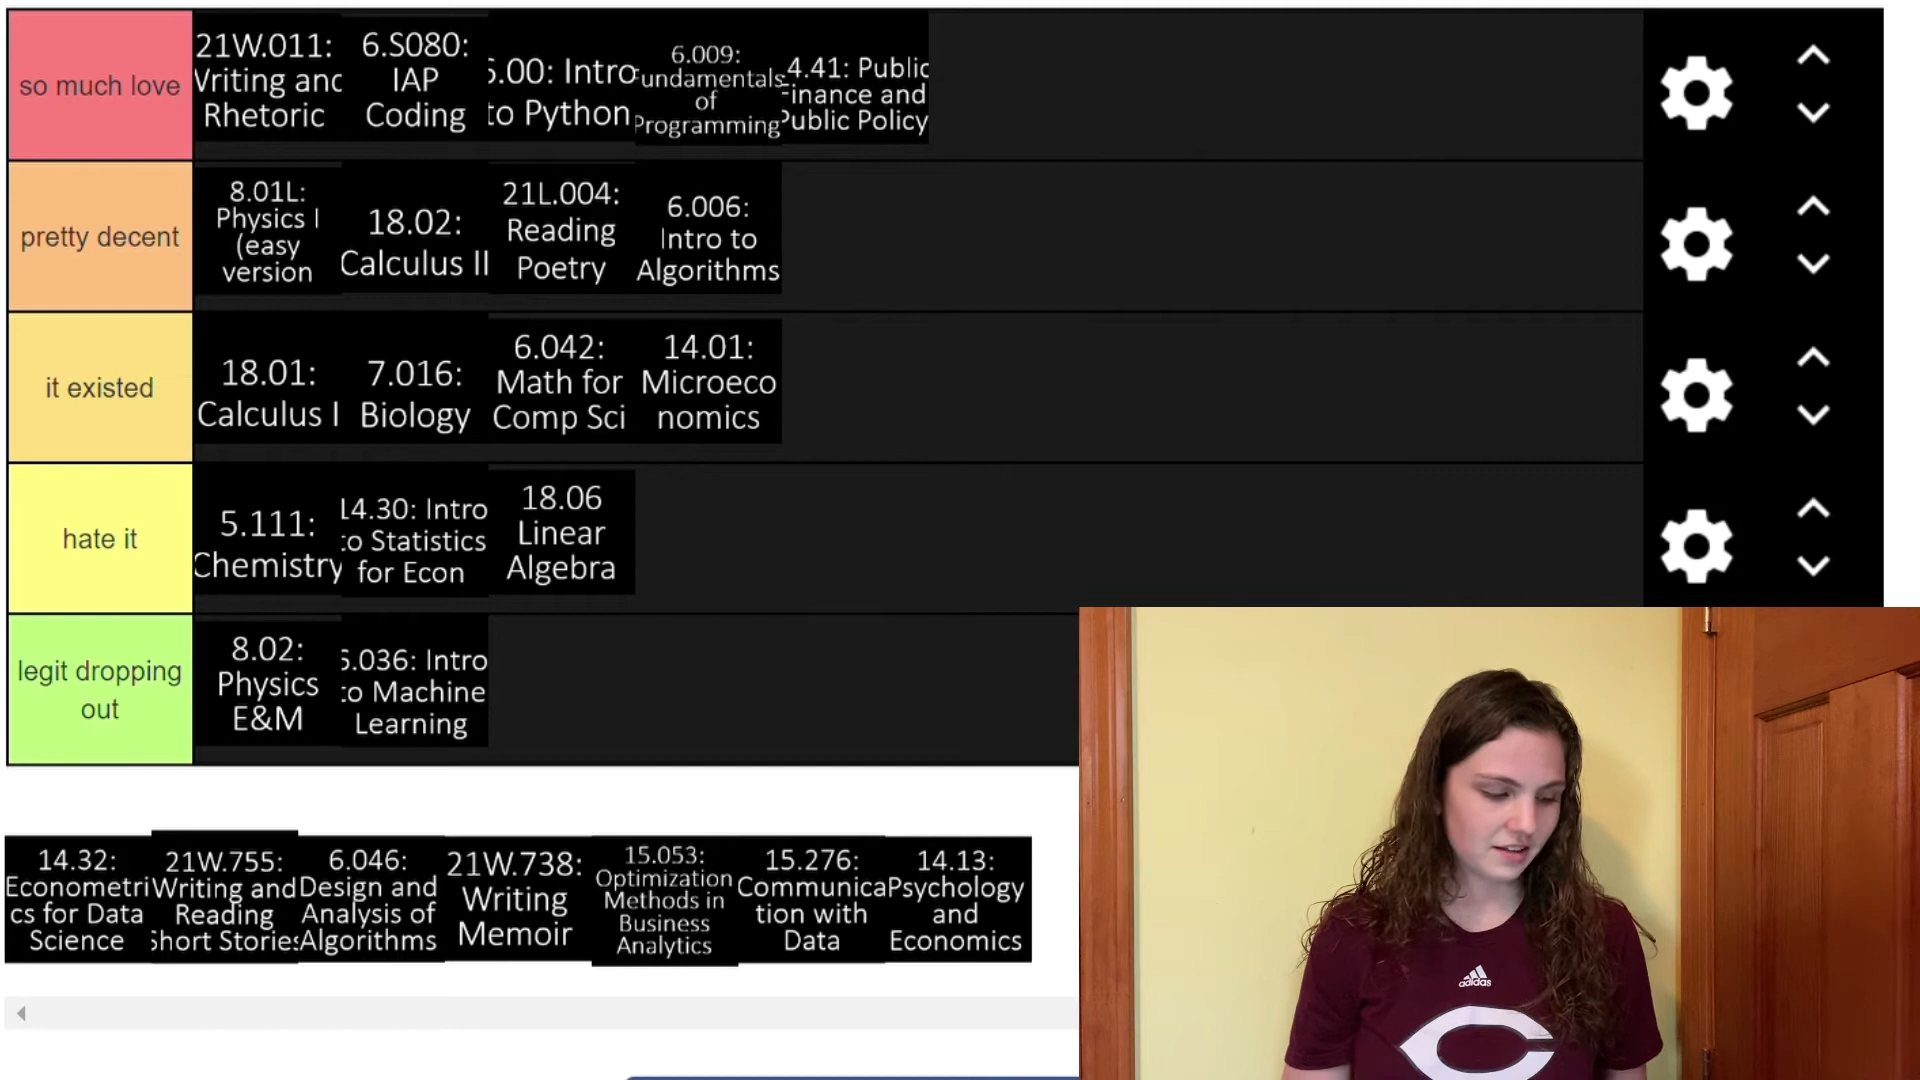 so much love
21W.011:
Writing and
Rhetoric
6.S080:
IAP
Coding
6.00: Intro
to Python
6.009:
Fundamentals
of
Programming
14.41: Public
Finance and
Public Policy
pretty decent
8.01L:
Physics I
(easy
version
18.02:
Calculus II
21L.004:
Reading
Poetry
6.006:
Intro to
Algorithms
it existed
18.01:
Calculus I
7.016:
Biology
6.042:
Math for
Comp Sci
14.01:
Microeco
nomics
hate it
5.111:
Chemistry
14.30: Intro
to Statistics
for Econ
18.06
Linear
Algebra
legit dropping
out
8.02:
Physics
E&M
6.036: Intro
to Machine
Learning
14.32:
Econometri
cs for Data
Science
21W.755:
Writing and
Reading
Short Stories
6.046:
Design and
Analysis of
Algorithms
21W.738:
Writing
Memoir
15.053:
Optimization
Methods in
Business
Analytics
15.276:
Communica
tion with
Data
14.13:
Psychology
and
Economics
adidas
C